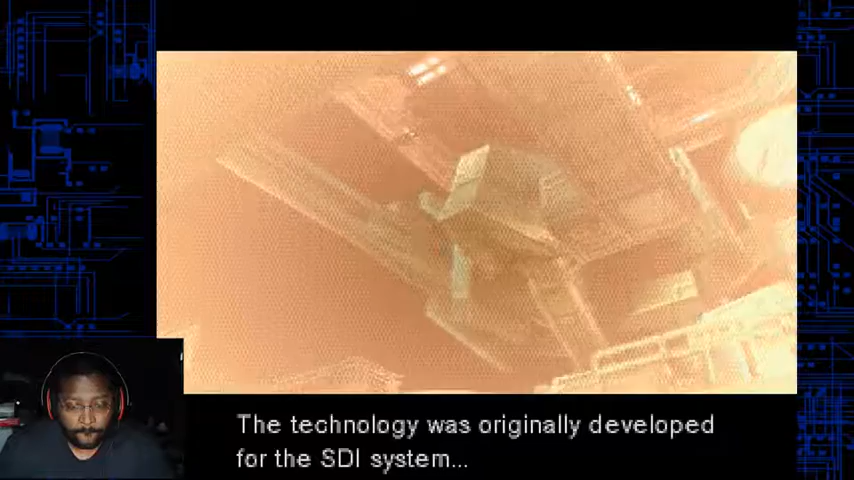 The technology was originally developed
for the SDI system...